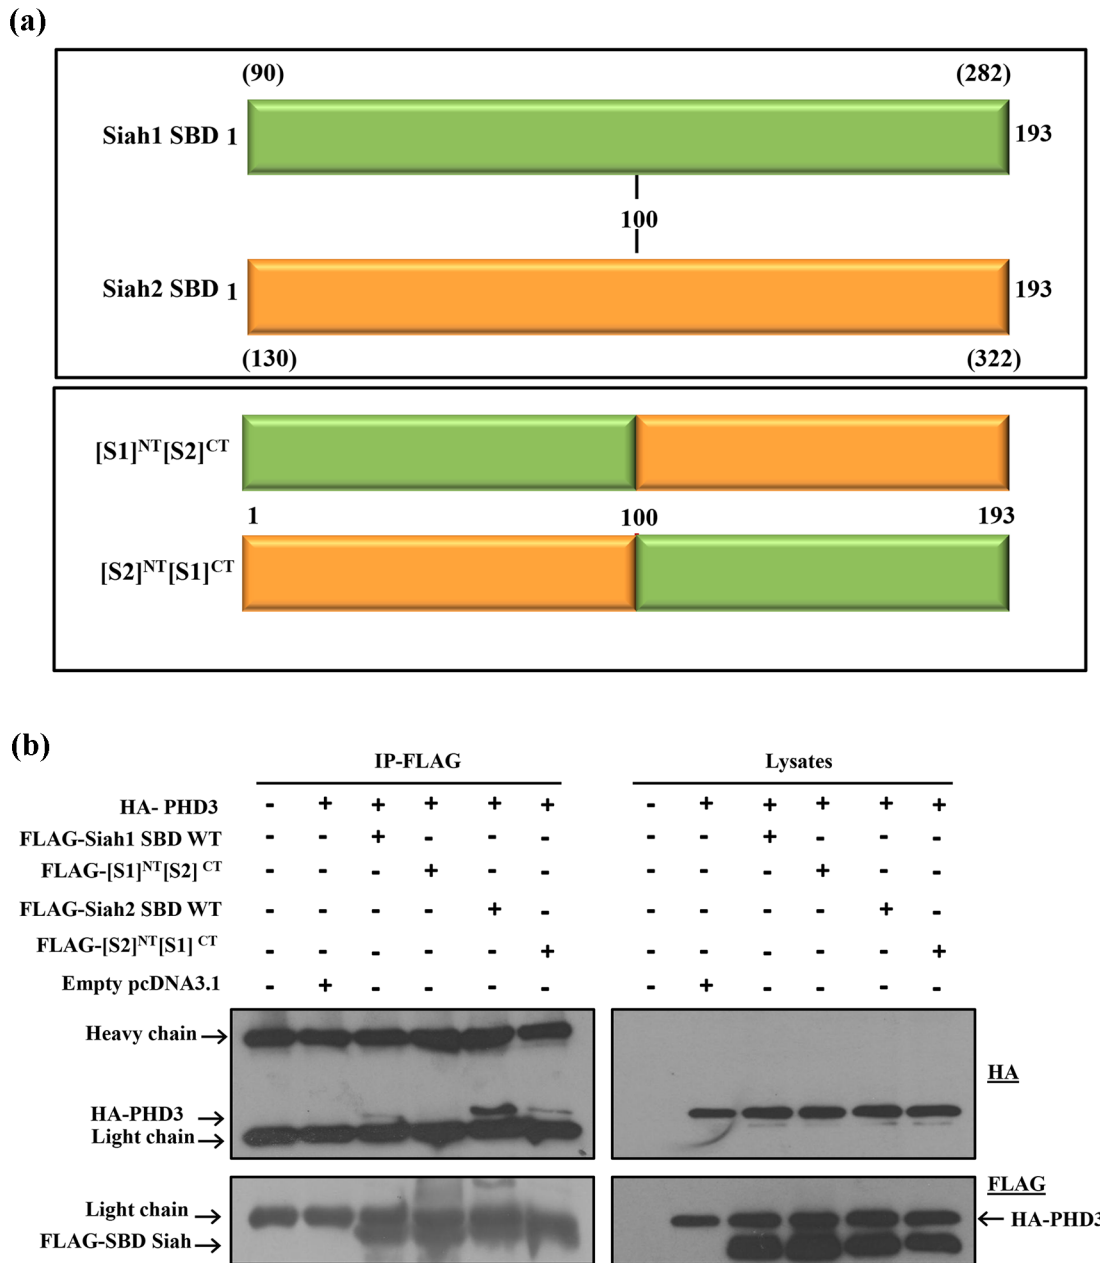 (a)
(90) (282)
Siah1 SBD 1 193
100
Siah2 SBD 1 193
(130) (322)
[S1]NT[S2]CT
1 100 193
[S2]NT[S1]CT
(b)
IP-FLAG Lysates
HA- PHD3 - + + + + + - + + + + +
FLAG-Siah1 SBD WT - - + - - - - - + - - -
FLAG-[S1]NT[S2] CT - - - + - - - - - + - -
FLAG-Siah2 SBD WT - - - - + - - - - - + -
FLAG-[S2]NT[S1] CT - - - - - + - - - - - +
Empty pcDNA3.1 - + - - - - - + - - - -
Heavy chain
HA
HA-PHD3
Light chain
FLAG
Light chain HA-PHD3
FLAG-SBD Siah